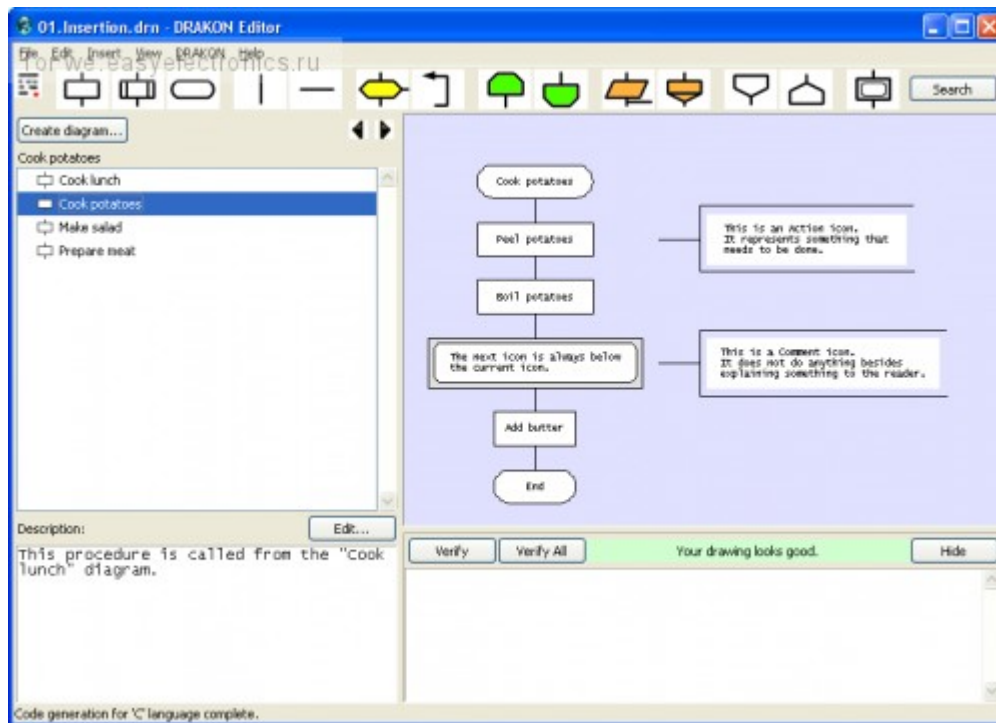 01.Insertion.drn - DRAKON Editor
File Edit Insert View DRAKON Help
for we.easyelectronics.ru
Search
Create diagram...
Cook potatoes
Cook lunch
Cook potatoes
Make salad
Prepare meat
Cook potatoes
Peel potatoes
This is an Action icon.
It represents something that
needs to be done.
Boil potatoes
The next icon is always below
the current icon.
This is a Comment icon.
It does not do anything besides
explaining something to the reader.
Add butter
End
Description:
Edit...
This procedure is called from the "Cook
lunch" diagram.
Verify
Verify All
Your drawing looks good.
Hide
Code generation for 'C' language complete.